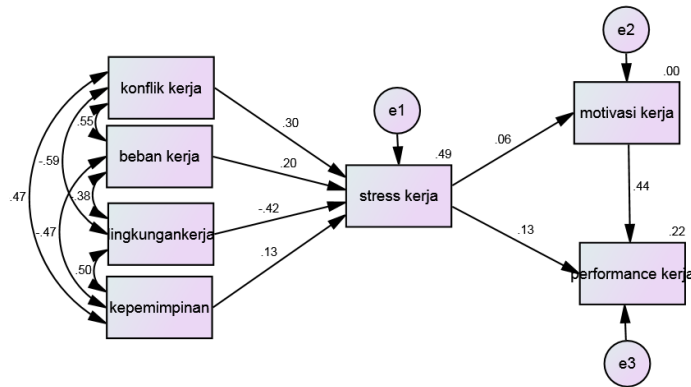 e2
.00
konflik kerja
motivasi kerja
e1
.55
.30
.06
beban kerja
-.59
.49
.20
stress kerja
.47
.38
.44
-.47
-.42
.13
.22
lingkungankerja
.13
.50
performance kerja
kepemimpinan
e3